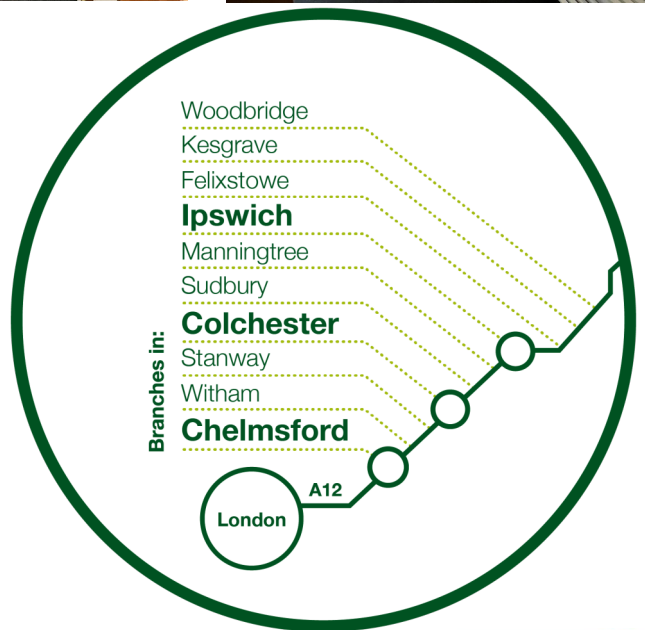 Woodbridge
Kesgrave
Felixstowe
Ipswich
Manningtree
Sudbury
Colchester
Stanway
Witham
Chelmsford
Branches in:
A12
London